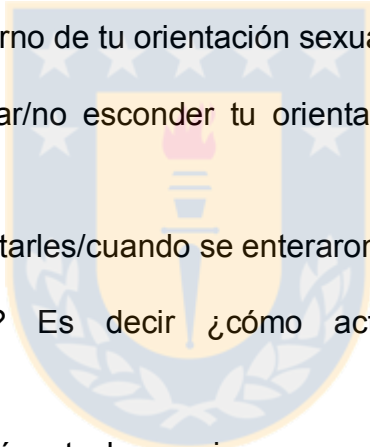 rno de tu orientación sexua
ar/no esconder tu orienta
tarles/cuando se enteraron
? Es decir ¿cómo act